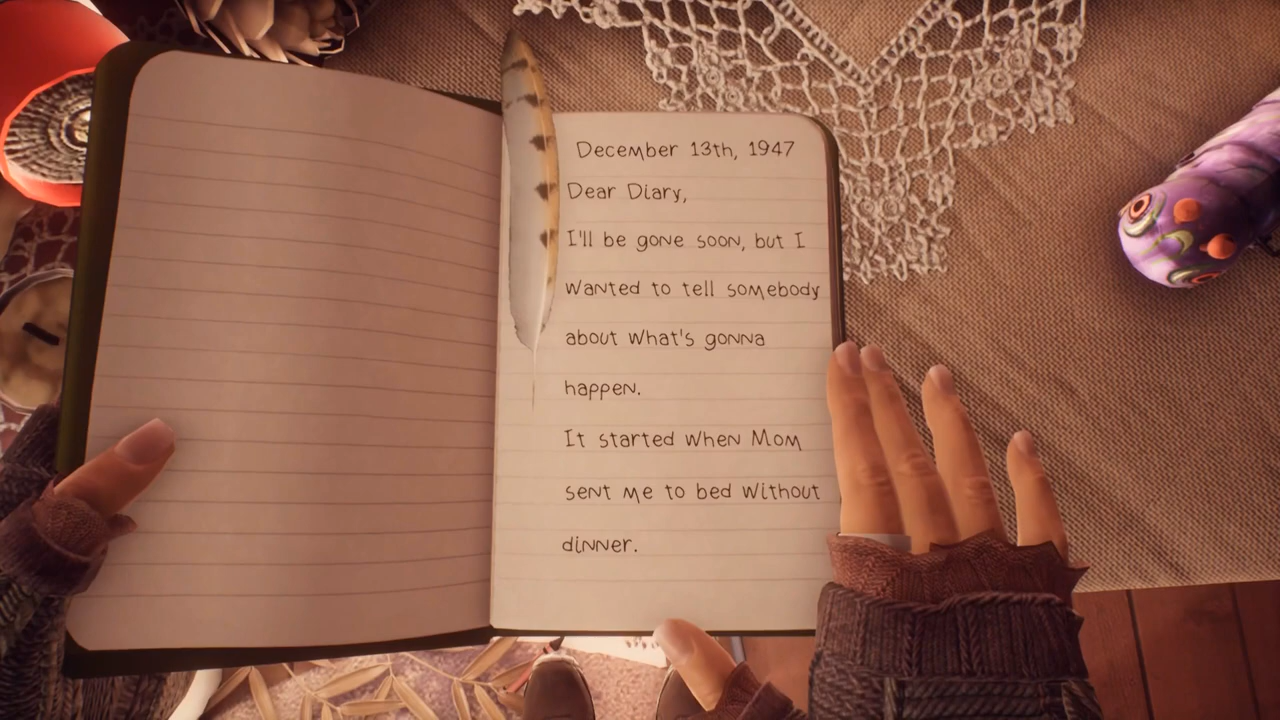 December 13th, 1947
Dear Diary,
I'll be gone soon, but I
wanted to tell somebody
about what's gonna
happen.
It started when Mom
sent me to bed without
dinner.